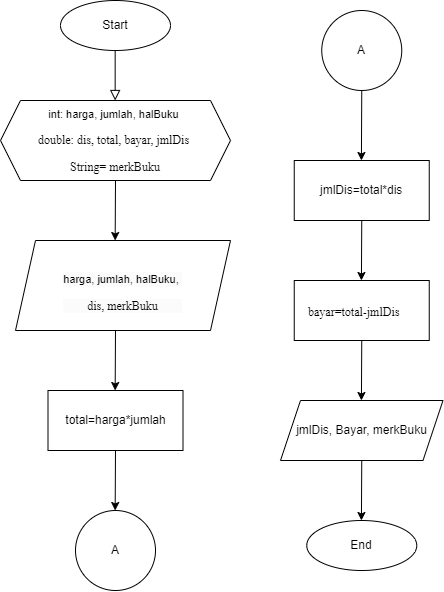 Start
int: harga, jumlah, halBuku
double: dis, total, bayar, jmlDis
String= merkBuku
harga, jumlah, halBuku,
dis, merkBuku
total=harga*jumlah
A
A
jmlDis=total*dis
bayar=total-jmlDis
jmlDis, Bayar, merkBuku
End